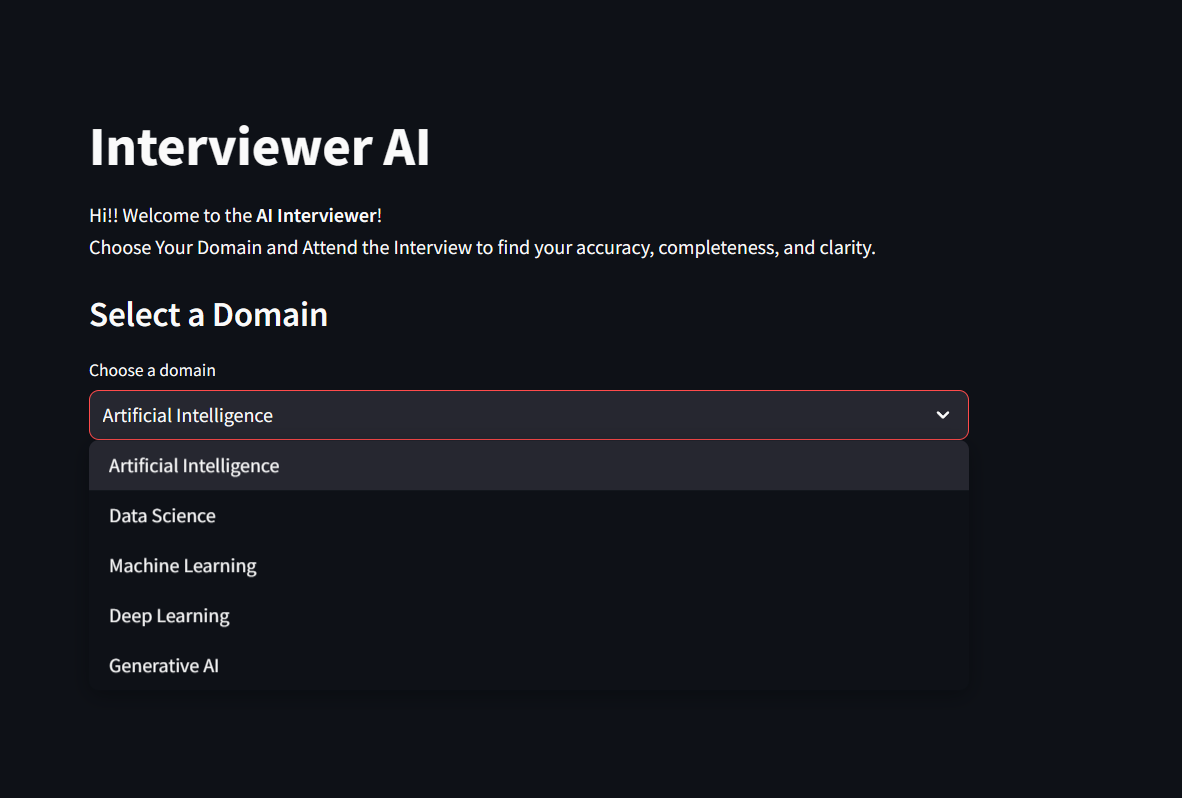 Interviewer AI
Hi!! Welcome to the AI Interviewer!
Choose Your Domain and Attend the Interview to find your accuracy, completeness, and clarity.
Select a Domain
Choose a domain
Artificial Intelligence
Artificial Intelligence
Data Science
Machine Learning
Deep Learning
Generative AI